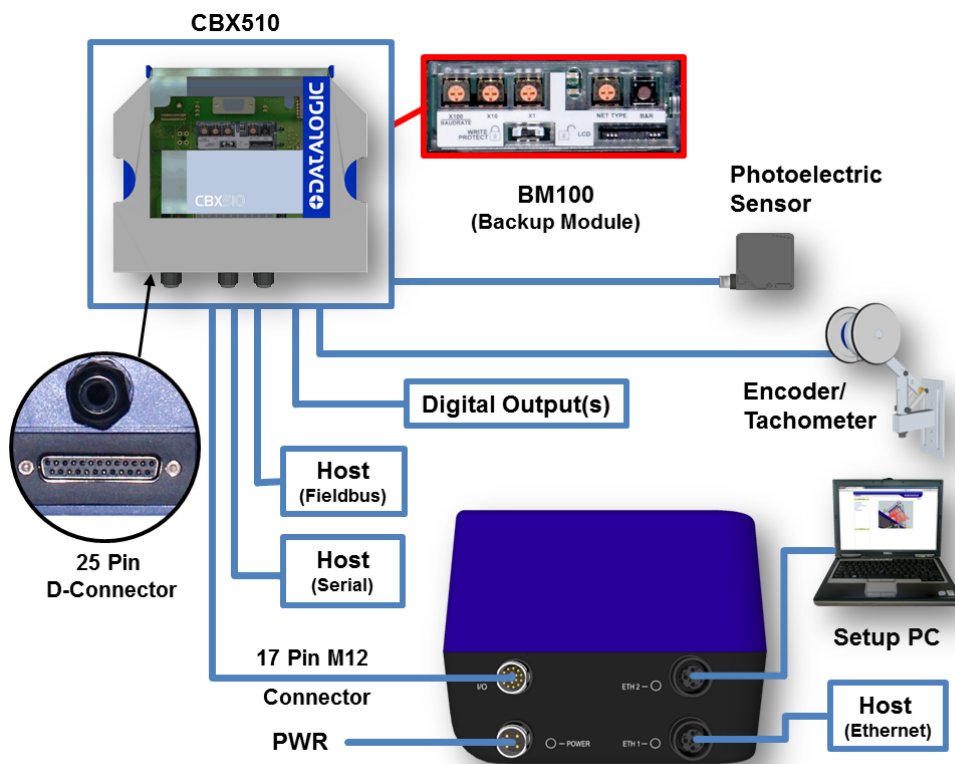 CBX510
DATALOGIC
CBX510
X100
X10
X1
NET TYPE
B&R
BAUDRATE
WRITE
PROTECT
LCD
BM100
(Backup Module)
Photoelectric
Sensor
Encoder/
Tachometer
Digital Output(s)
Host
(Fieldbus)
Host
(Serial)
25 Pin
D-Connector
17 Pin M12
Connector
PWR
I/O
POWER
ETH 2
ETH 1
Setup PC
Host
(Ethernet)